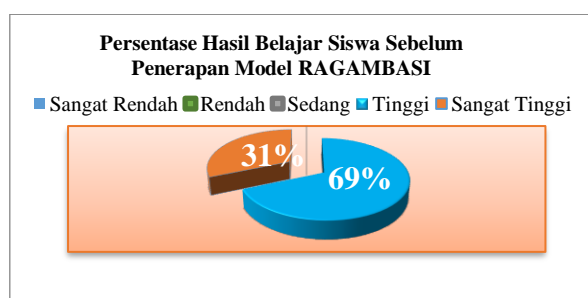 Persentase Hasil Belajar Siswa Sebelum
Penerapan Model RAGAMBASI
Sangat Rendah Rendah Sedang Tinggi Sangat Tinggi
31%
69%